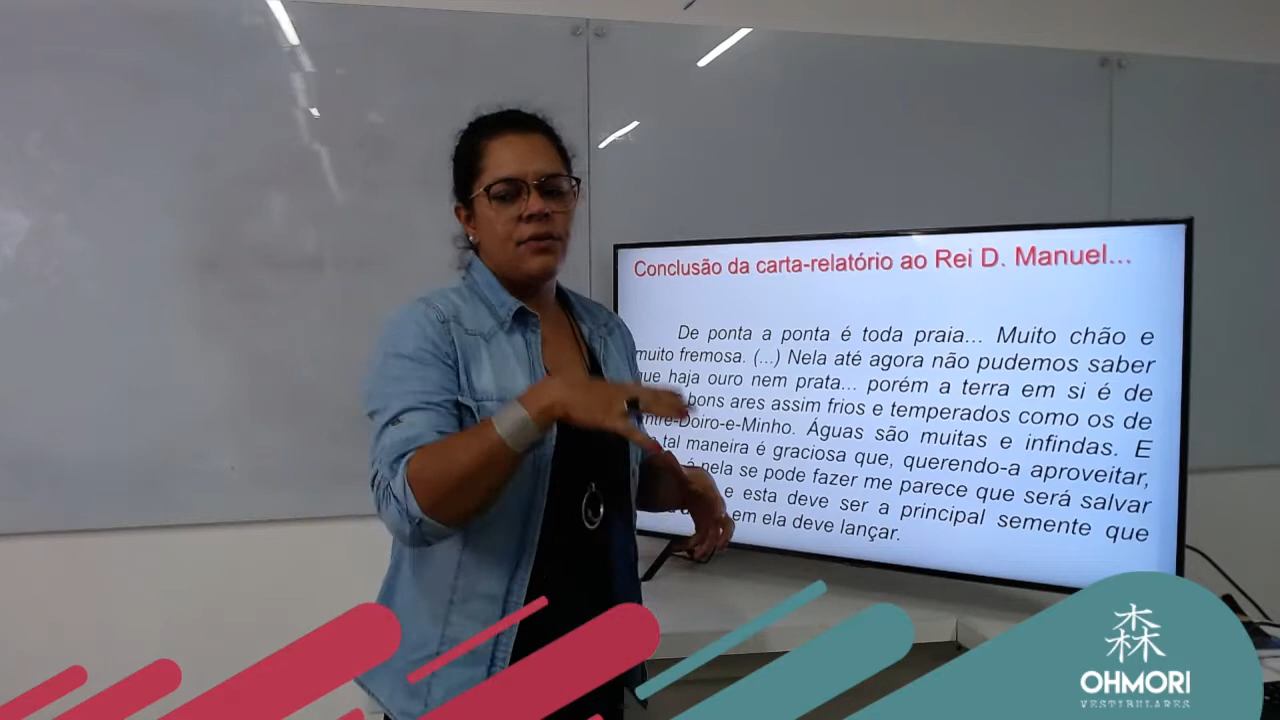 Conclusão da carta-relatório ao Rei D. Manuel...
De ponta a ponta é toda praia... Muito chão e
muito fremosa. (...) Nela até agora não pudemos saber
que haja ouro nem prata... porém a terra em si é de
bons ares assim frios e temperados como os de
Entre-Doiro-e-Minho. Águas são muitas e infindas. E
tal maneira é graciosa que, querendo-a aproveitar,
nela se pode fazer me parece que será salvar
e esta deve ser a principal semente que
em ela deve lançar.
森
OHMORI
VESTIBULARES